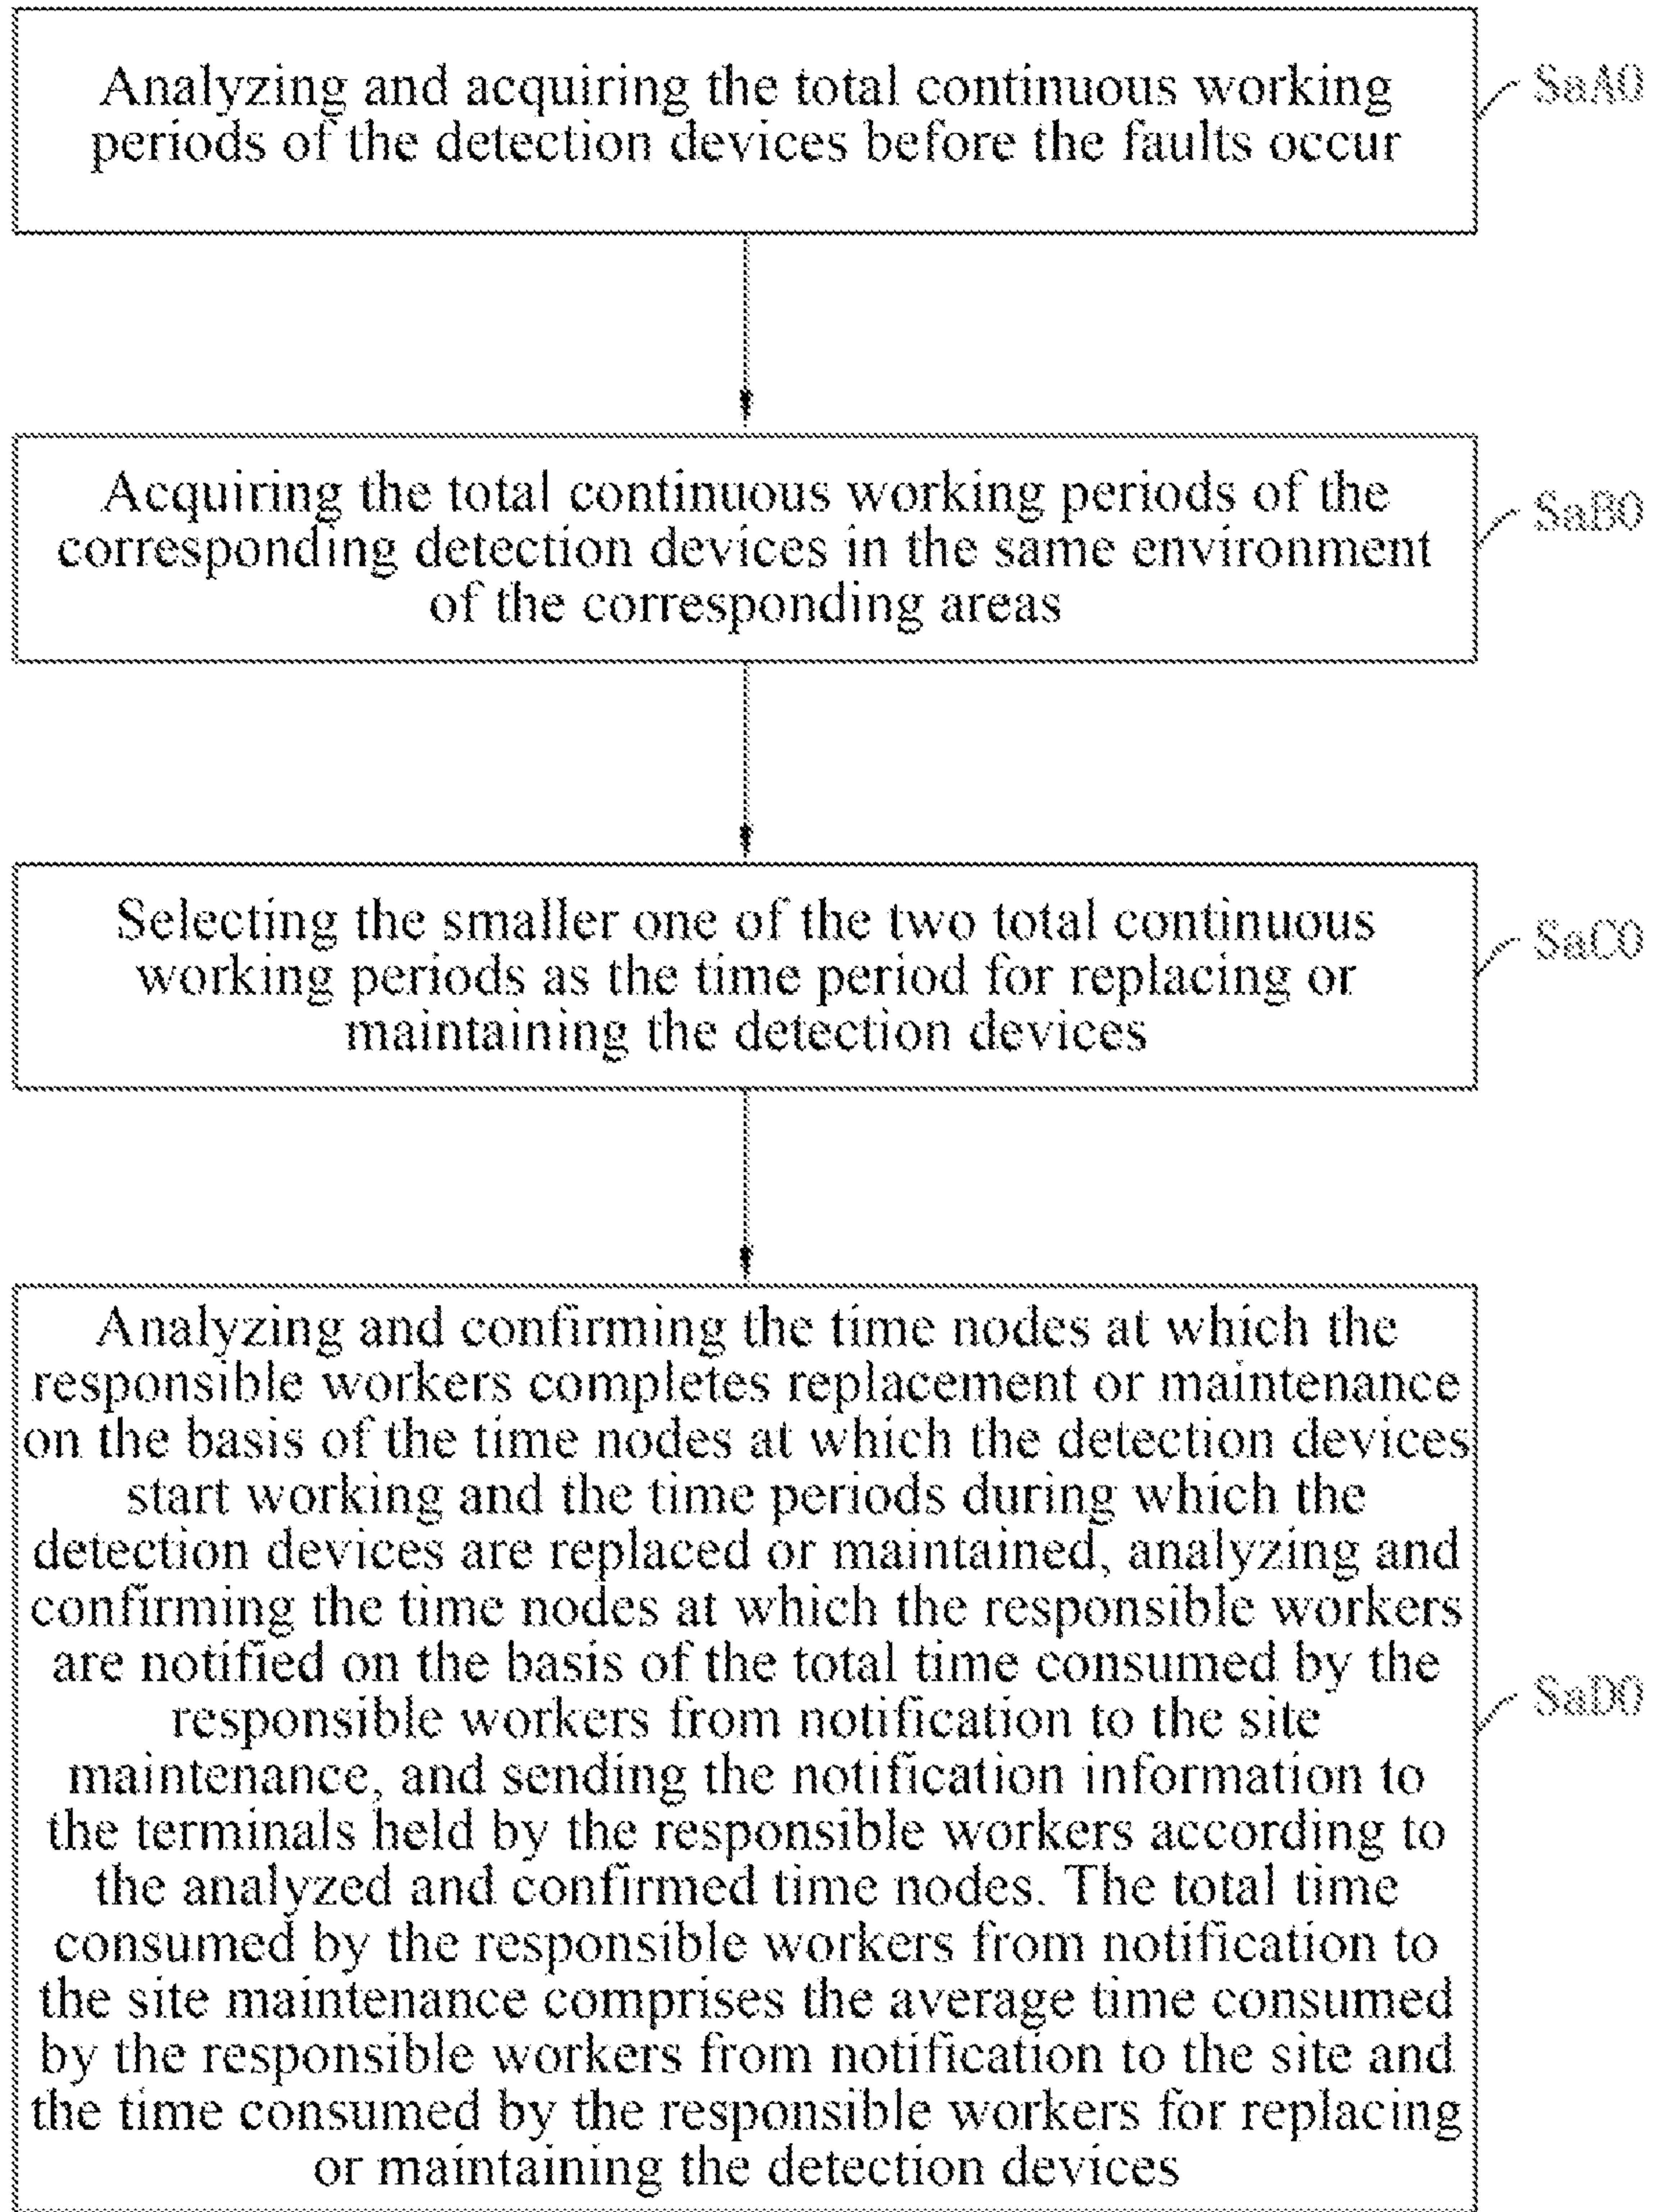 Analyzing and acquiring the total continuous working
periods of the detection devices before the faults occur
SaA0
Acquiring the total continuous working periods of the
corresponding detection devices in the same environment
of the corresponding areas
SaB0
Selecting the smaller one of the two total continuous
working periods as the time period for replacing or
maintaining the detection devices
SaC0
Analyzing and confirming the time nodes at which the
responsible workers completes replacement or maintenance
on the basis of the time nodes at which the detection devices
start working and the time periods during which the
detection devices are replaced or maintained, analyzing and
confirming the time nodes at which the responsible workers
are notified on the basis of the total time consumed by the
responsible workers from notification to the site
maintenance, and sending the notification information to
the terminals held by the responsible workers according to
the analyzed and confirmed time nodes. The total time
consumed by the responsible workers from notification to
the site maintenance comprises the average time consumed
by the responsible workers from notification to the site and
the time consumed by the responsible workers for replacing
or maintaining the detection devices
SaD0